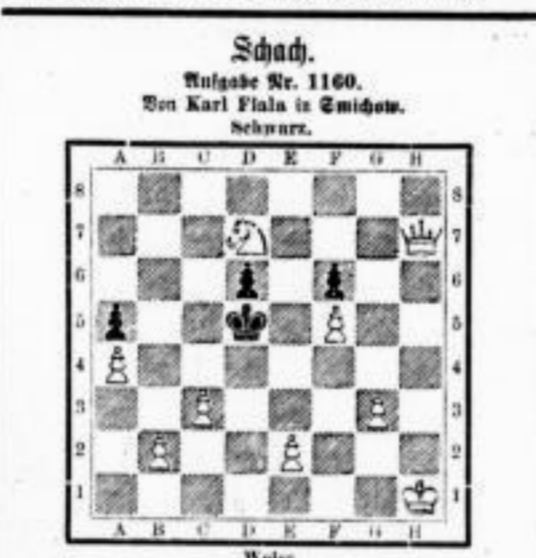 Schach.
Aufgabe Nr. 1160.
Von Karl Fiala in Smichow.
Schwarz.
A B C D E F G H
8 8
7 7
6 6
5 5
4 4
3 3
2 2
1 1
A B C D E F G H
Weiss.